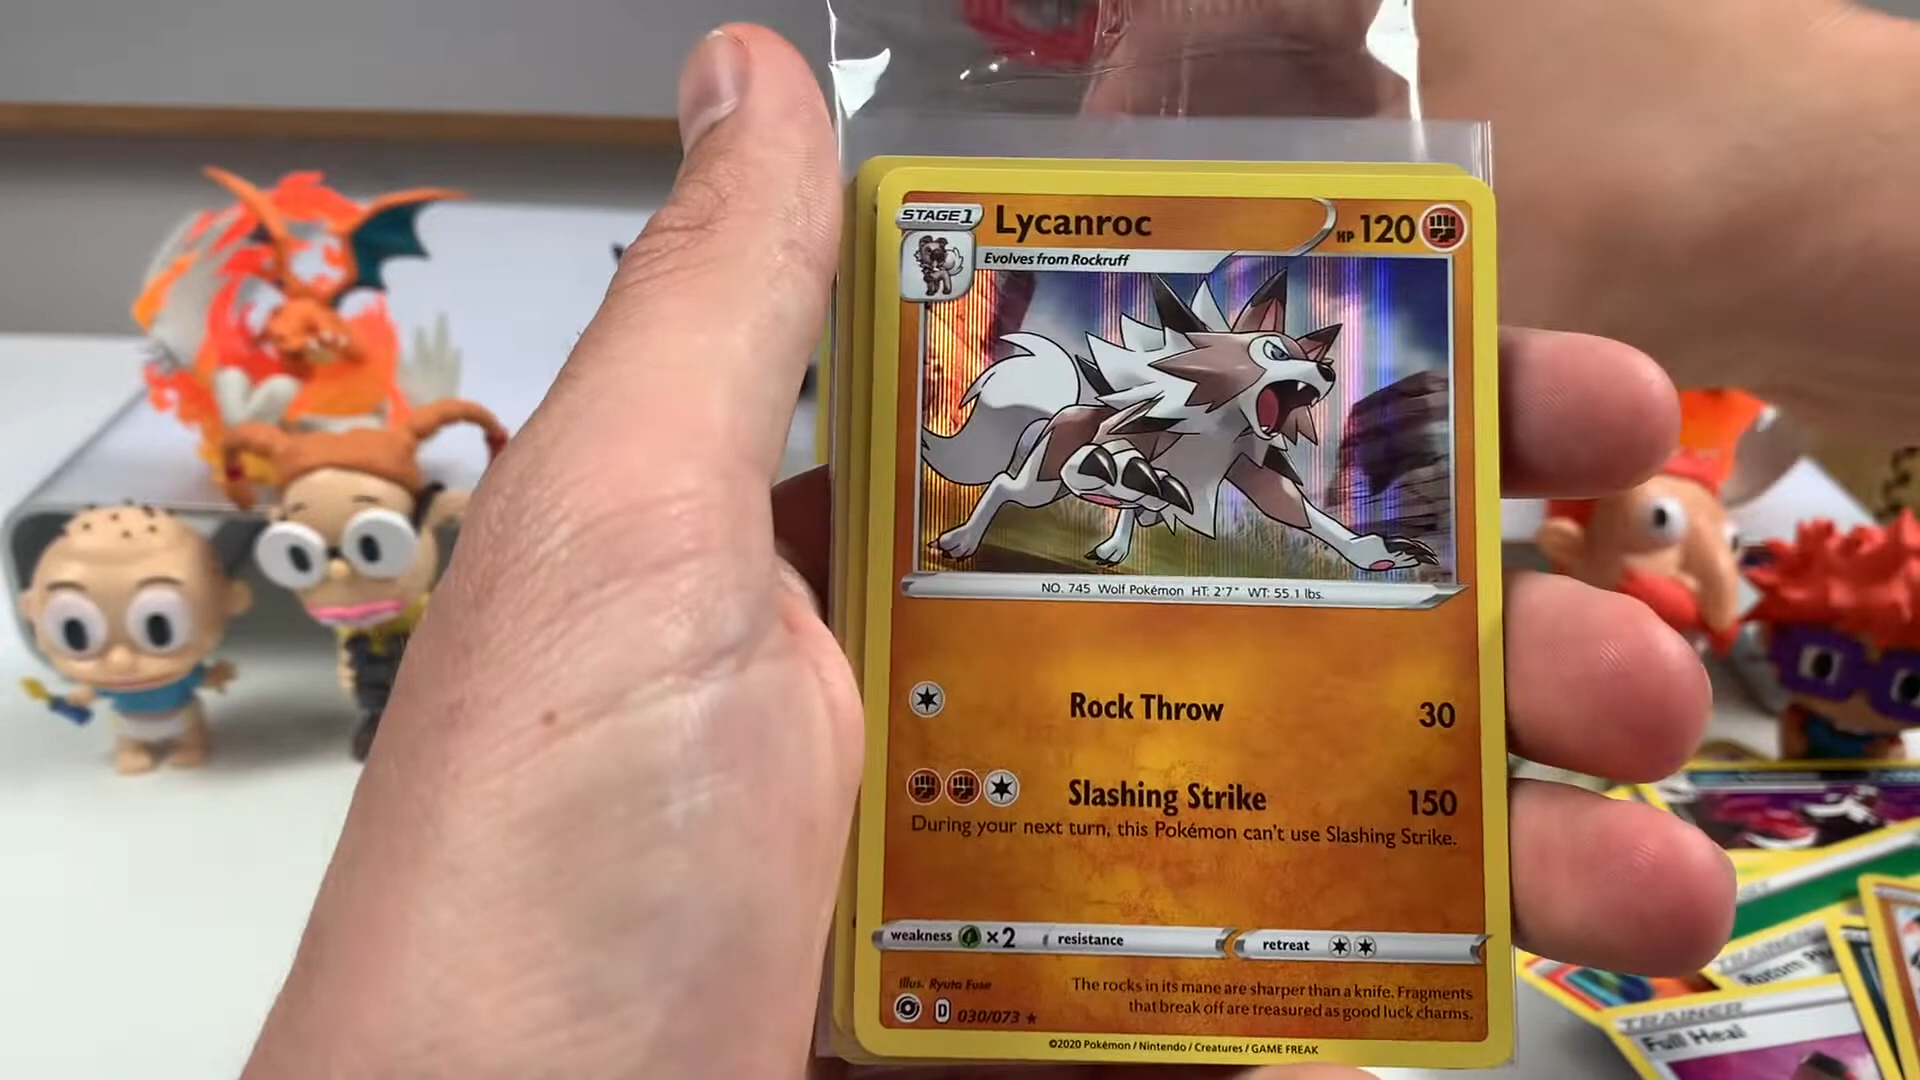 STAGE 1
Lycanroc
HP 120
Evolves from Rockruff
NO. 745 Wolf Pokémon HT: 2'7" WT: 55.1 lbs.
Rock Throw 30
Slashing Strike 150
During your next turn, this Pokémon can't use Slashing Strike.
weakness ×2 resistance retreat
Illus. Ryuta Fuse
The rocks in its mane are sharper than a knife. Fragments
that break off are treasured as good luck charms.
D 030/073 ★
©2020 Pokémon / Nintendo / Creatures / GAME FREAK
TRAINER
TRAINER
Full Heal